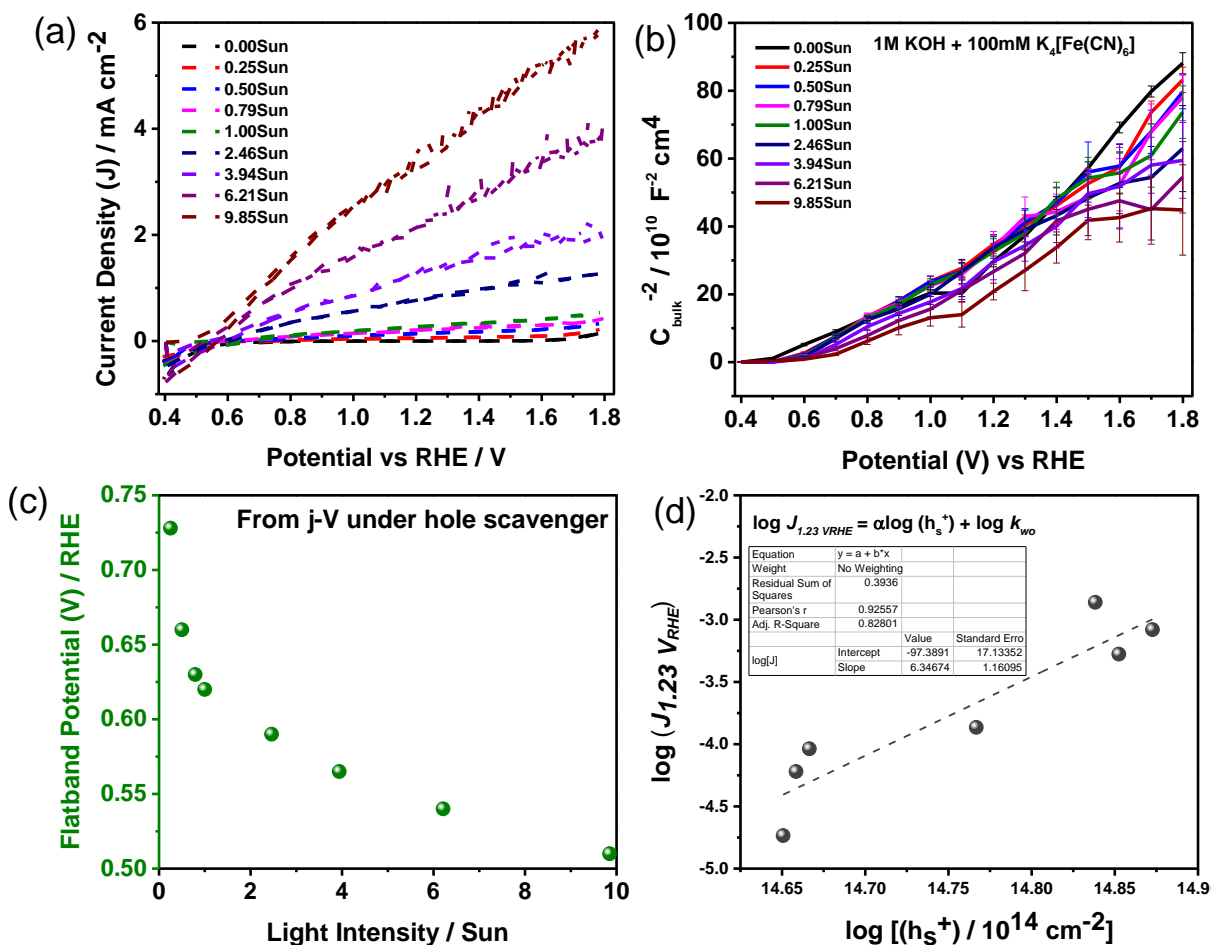 (a)
0.00Sun
0.25Sun
0.50Sun
0.79Sun
1.00Sun
2.46Sun
3.94Sun
6.21Sun
9.85Sun
6
4
2
0
0.4 0.6 0.8 1.0 1.2 1.4 1.6 1.8
Current Density (J) / mA cm-2
Potential vs RHE / V
(b)
1M KOH + 100mM K4[Fe(CN)6]
0.00Sun
0.25Sun
0.50Sun
0.79Sun
1.00Sun
2.46Sun
3.94Sun
6.21Sun
9.85Sun
100
80
60
40
20
0
-10
0.4 0.6 0.8 1.0 1.2 1.4 1.6 1.8
C bulk -2 / 10^10 F-2 cm4
Potential (V) vs RHE
(c)
From j-V under hole scavenger
0.75
0.70
0.65
0.60
0.55
0.50
0 2 4 6 8 10
Flatband Potential (V) / RHE
Light Intensity / Sun
(d)
log J1.23 VRHE = αlog (hs+) + log kwo
Equation y = a + b*x
Weight No Weighting
Residual Sum of Squares 0.3936
Pearson's r 0.92557
Adj. R-Square 0.82801
Value Standard Erro
log[J] Intercept -97.3891 17.13352
Slope 6.34674 1.16095
-2.0
-2.5
-3.0
-3.5
-4.0
-4.5
-5.0
14.65 14.70 14.75 14.80 14.85 14.9
log (J1.23 VRHE)
log [(hs+) / 10^14 cm-2]